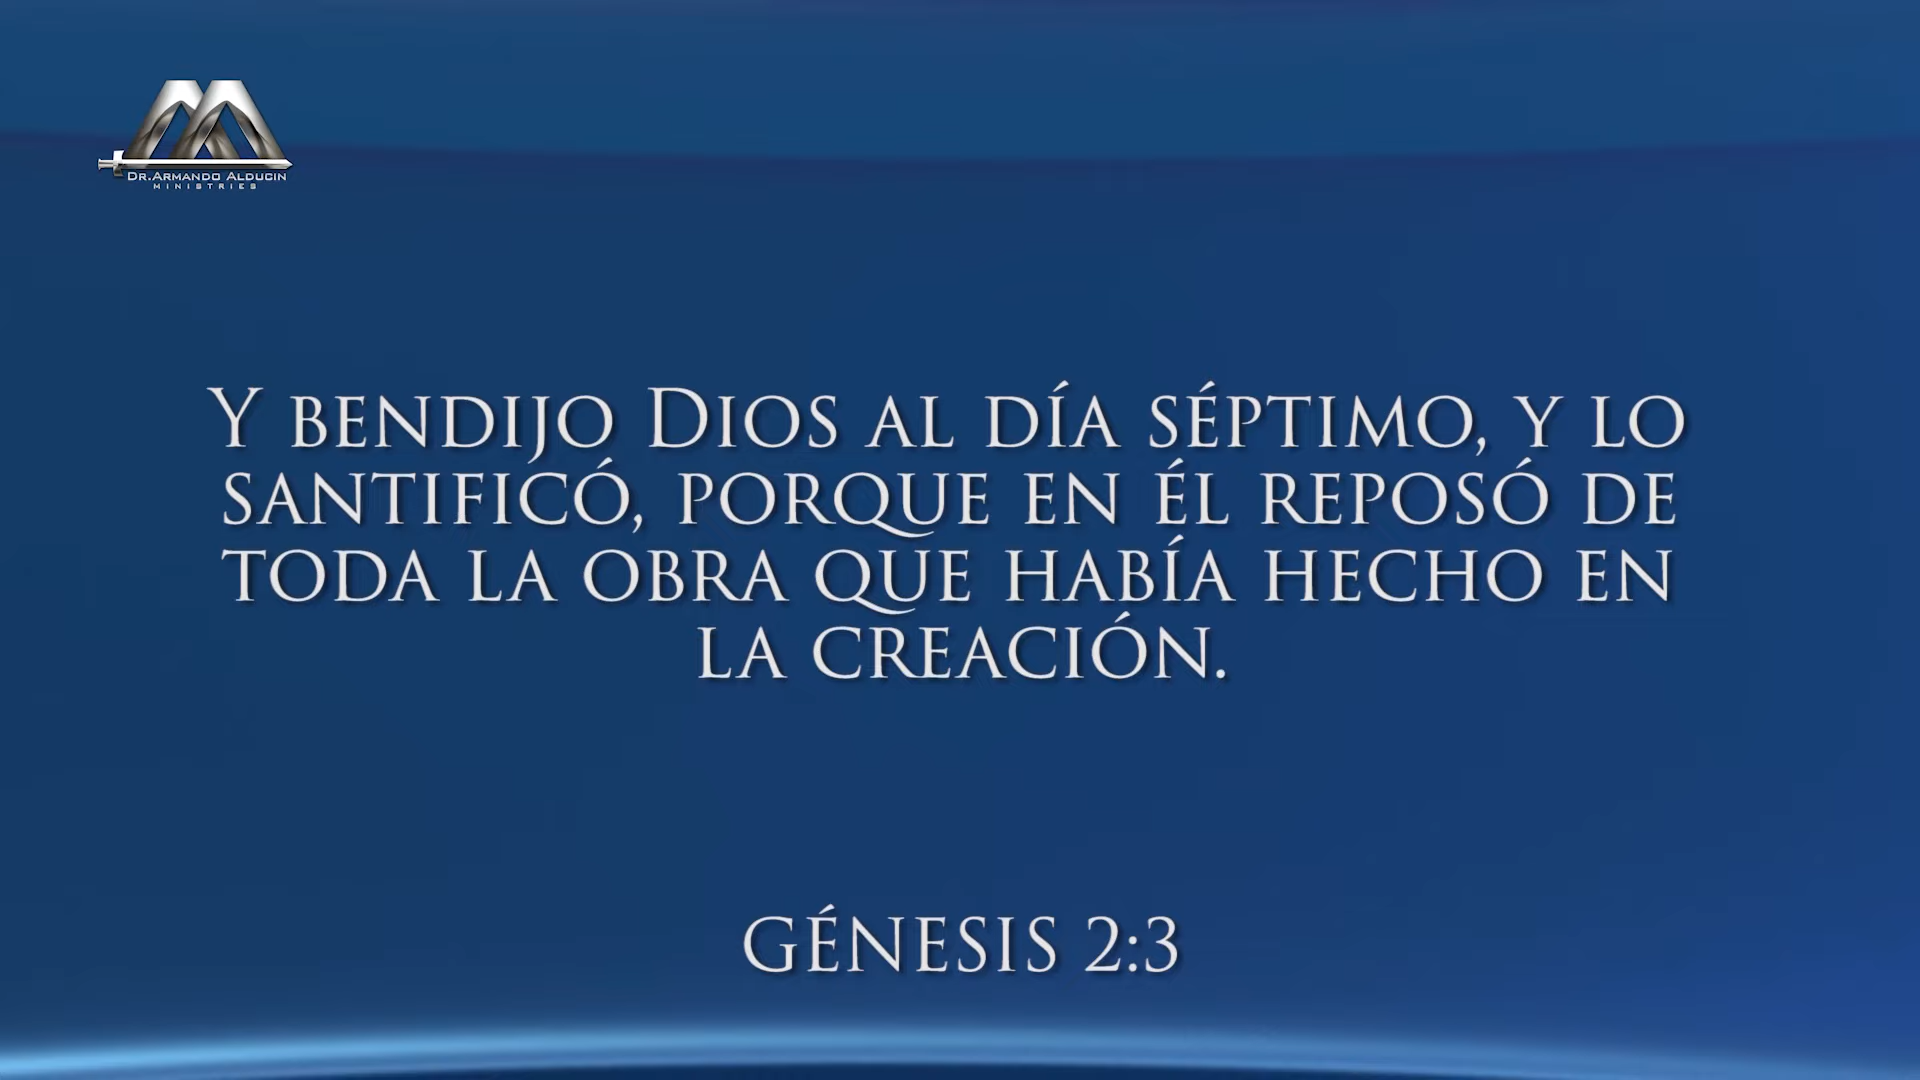 Dr. Armando Alducin
MINISTRIES
Y bendijo Dios al día séptimo, y lo
santificó, porque en él reposó de
toda la obra que había hecho en
la creación.
GÉNESIS 2:3